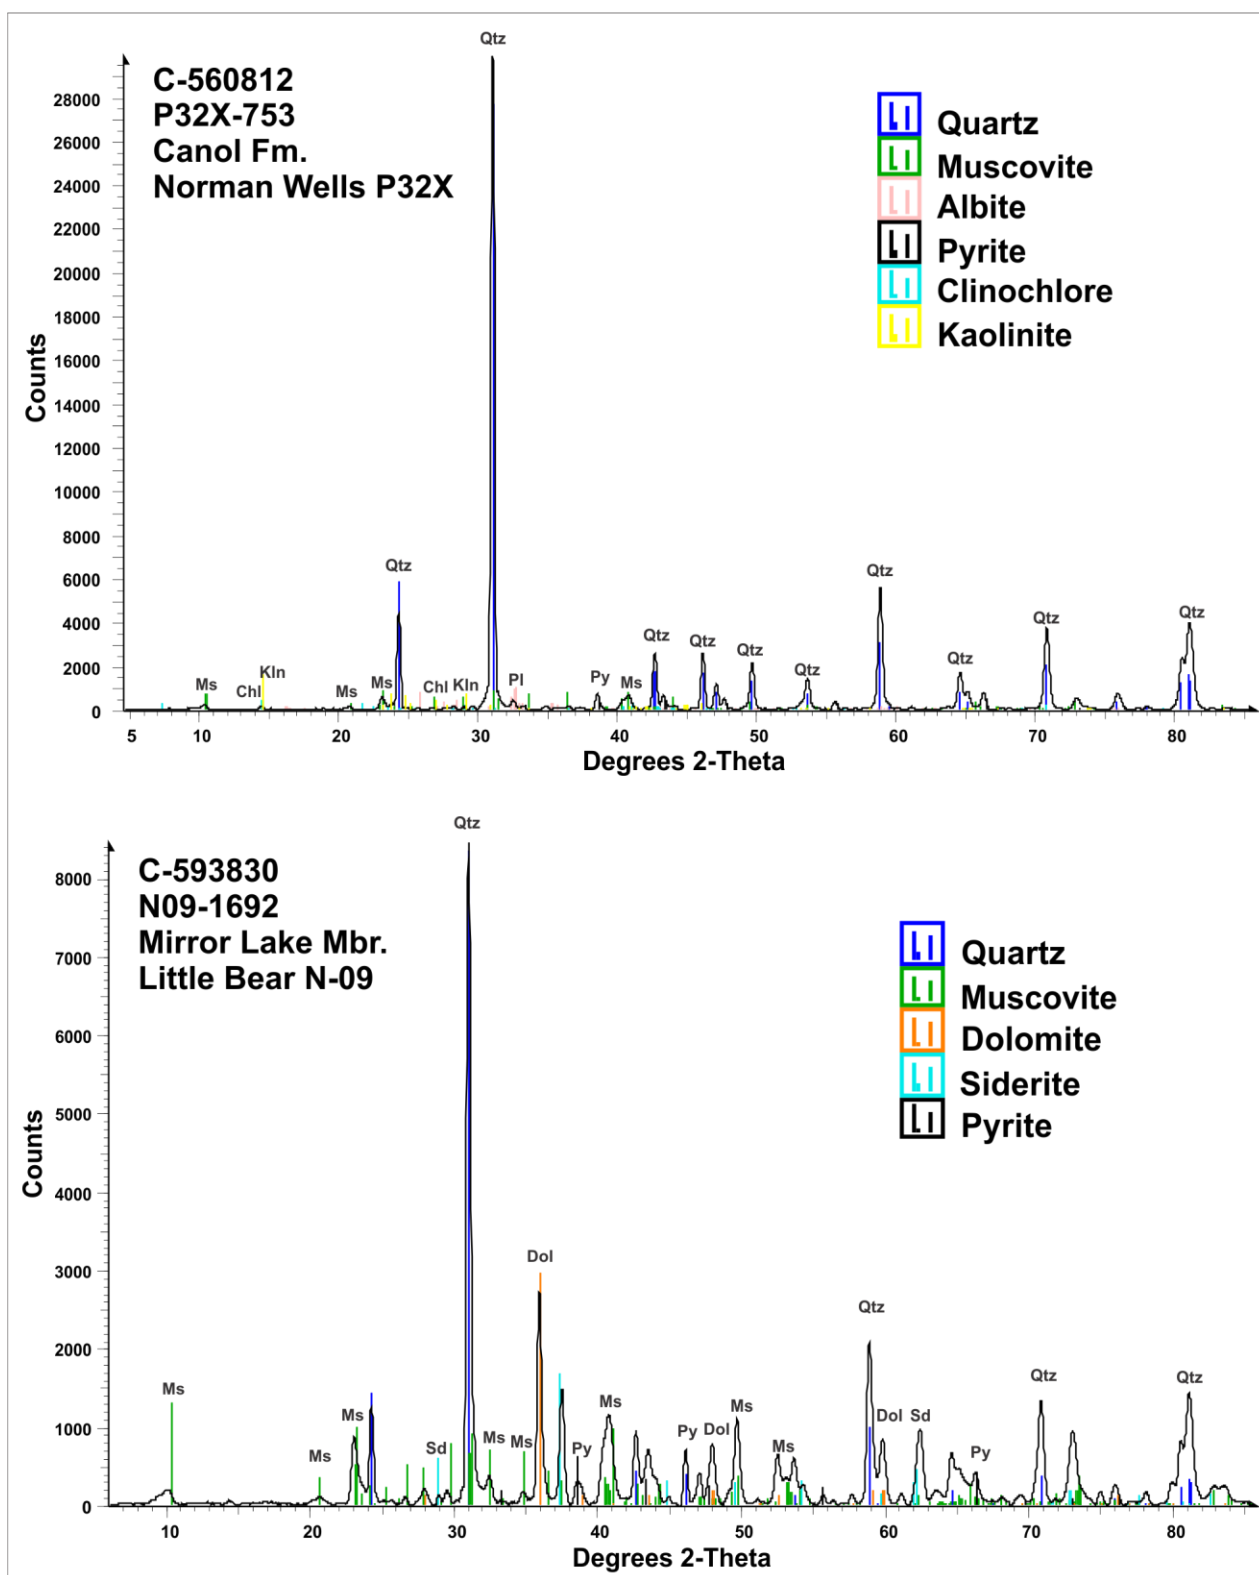 Qtz
C-560812
P32X-753
Canol Fm.
Norman Wells P32X
Quartz
Muscovite
Albite
Pyrite
Clinochlore
Kaolinite
28000
26000
24000
22000
20000
18000
16000
14000
12000
10000
8000
6000
4000
2000
0
Counts
Ms
Chl
Kln
Ms
Ms
Qtz
Chl
Kln
Pl
Py
Ms
Qtz
Qtz
Qtz
Qtz
Qtz
Qtz
Qtz
Qtz
5 10 20 30 40 50 60 70 80
Degrees 2-Theta
Qtz
C-593830
N09-1692
Mirror Lake Mbr.
Little Bear N-09
Quartz
Muscovite
Dolomite
Siderite
Pyrite
8000
7000
6000
5000
4000
3000
2000
1000
0
Counts
Ms
Ms
Ms
Sd
Ms
Ms
Dol
Py
Ms
Py
Dol
Ms
Ms
Qtz
Dol
Sd
Py
Qtz
Qtz
10 20 30 40 50 60 70 80
Degrees 2-Theta